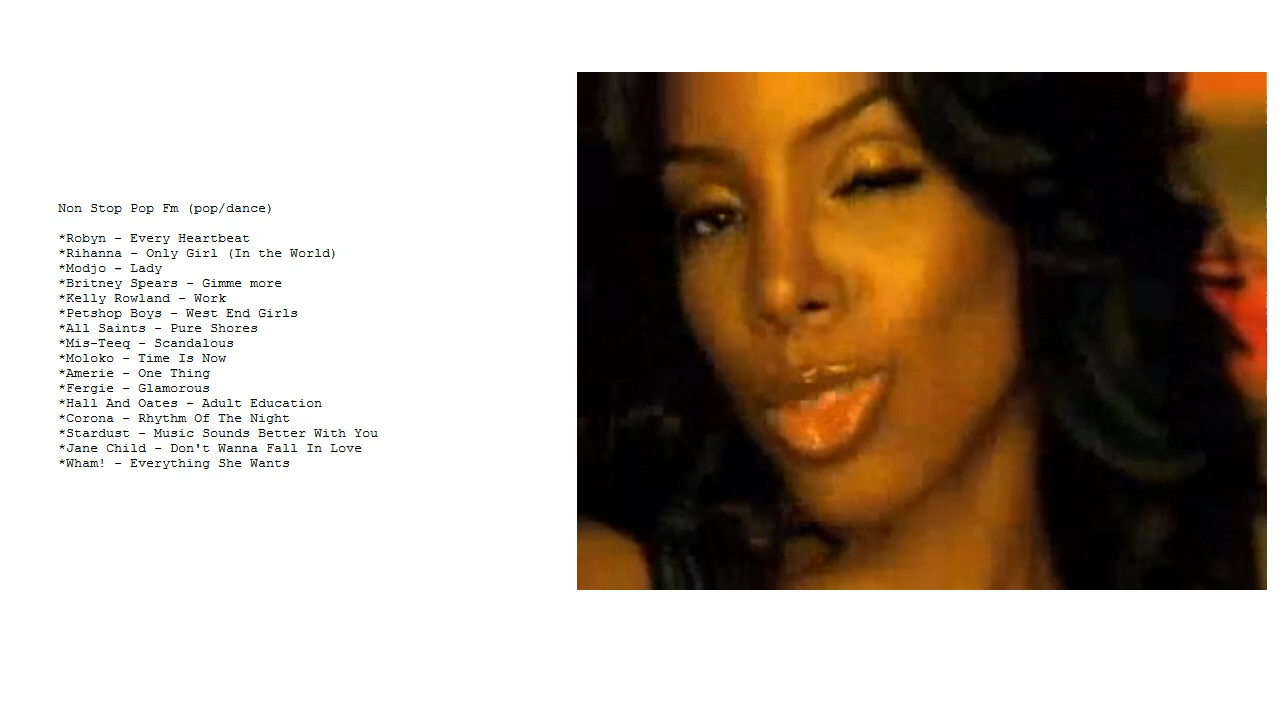 Non Stop Pop Fm (pop/dance)
*Robyn - Every Heartbeat
*Rihanna - Only Girl (In the World)
*Modjo - Lady
*Britney Spears - Gimme more
*Kelly Rowland - Work
*Petshop Boys - West End Girls
*All Saints - Pure Shores
*Mis-Teeq - Scandalous
*Moloko - Time Is Now
*Amerie - One Thing
*Fergie - Glamorous
*Hall And Oates - Adult Education
*Corona - Rhythm Of The Night
*Stardust - Music Sounds Better With You
*Jane Child - Don't Wanna Fall In Love
*Wham! - Everything She Wants